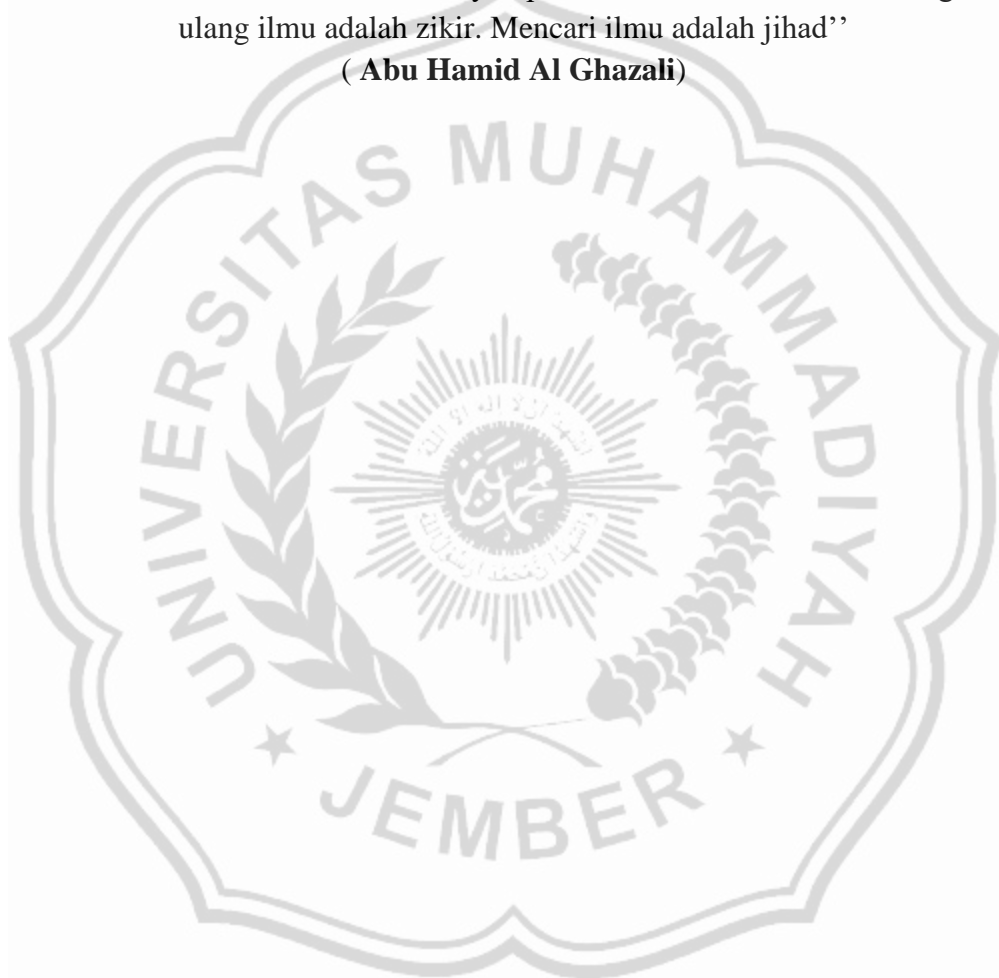 ulang ilmu adalah zikir. Mencari ilmu adalah jihad’’
( Abu Hamid Al Ghazali)
UNIVERSITAS MUHAMMADIYAH
JEMBER